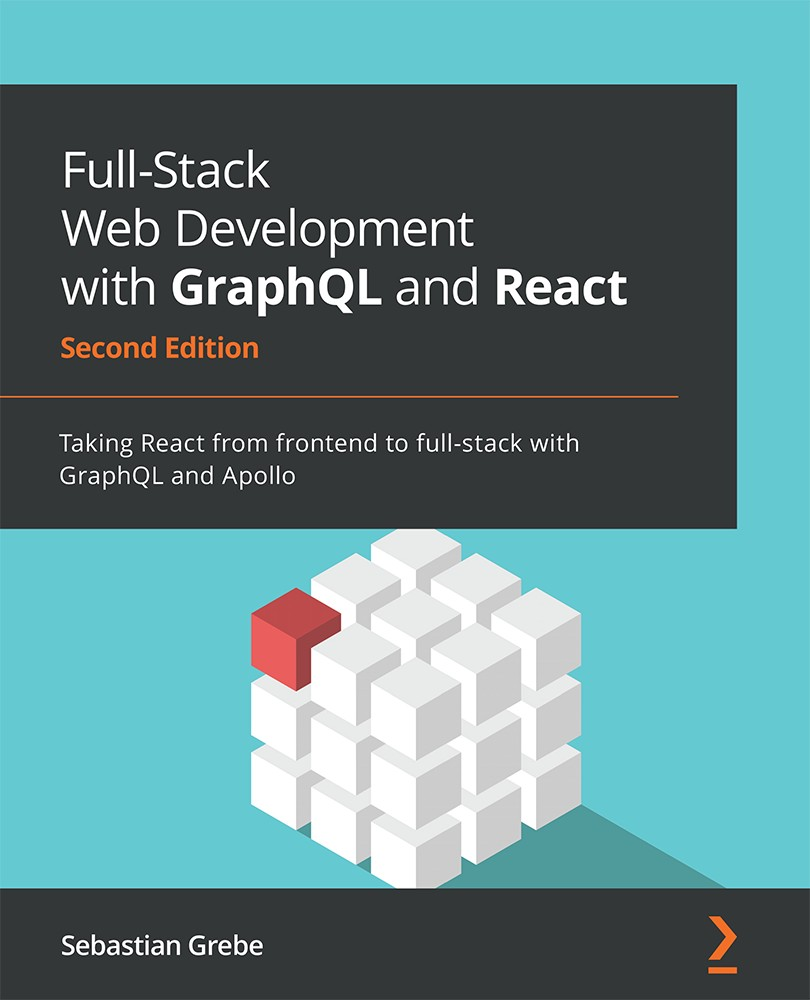 Full-Stack
Web Development
with GraphQL and React
Second Edition
Taking React from frontend to full-stack with
GraphQL and Apollo
Sebastian Grebe